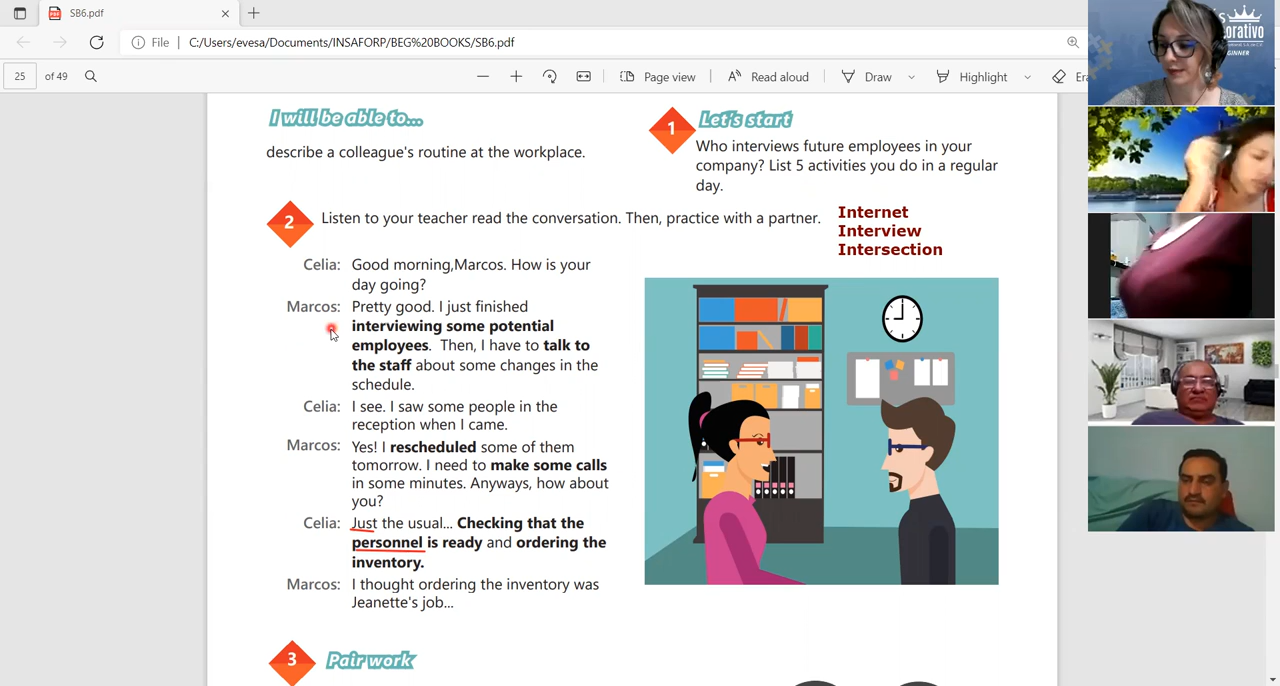 SB6.pdf
File C:/Users/evesa/Documents/INSAFORP/BEG%20BOOKS/SB6.pdf
25 of 49
Page view
Read aloud
Draw
Highlight
Era
orativo
GINNER
I will be able to...
describe a colleague's routine at the workplace.
1 Let's start
Who interviews future employees in your
company? List 5 activities you do in a regular
day.
2 Listen to your teacher read the conversation. Then, practice with a partner.
Internet
Interview
Intersection
Celia: Good morning,Marcos. How is your
day going?
Marcos: Pretty good. I just finished
interviewing some potential
employees. Then, I have to talk to
the staff about some changes in the
schedule.
Celia: I see. I saw some people in the
reception when I came.
Marcos: Yes! I rescheduled some of them
tomorrow. I need to make some calls
in some minutes. Anyways, how about
you?
Celia: Just the usual... Checking that the
personnel is ready and ordering the
inventory.
Marcos: I thought ordering the inventory was
Jeanette's job...
3 Pair work